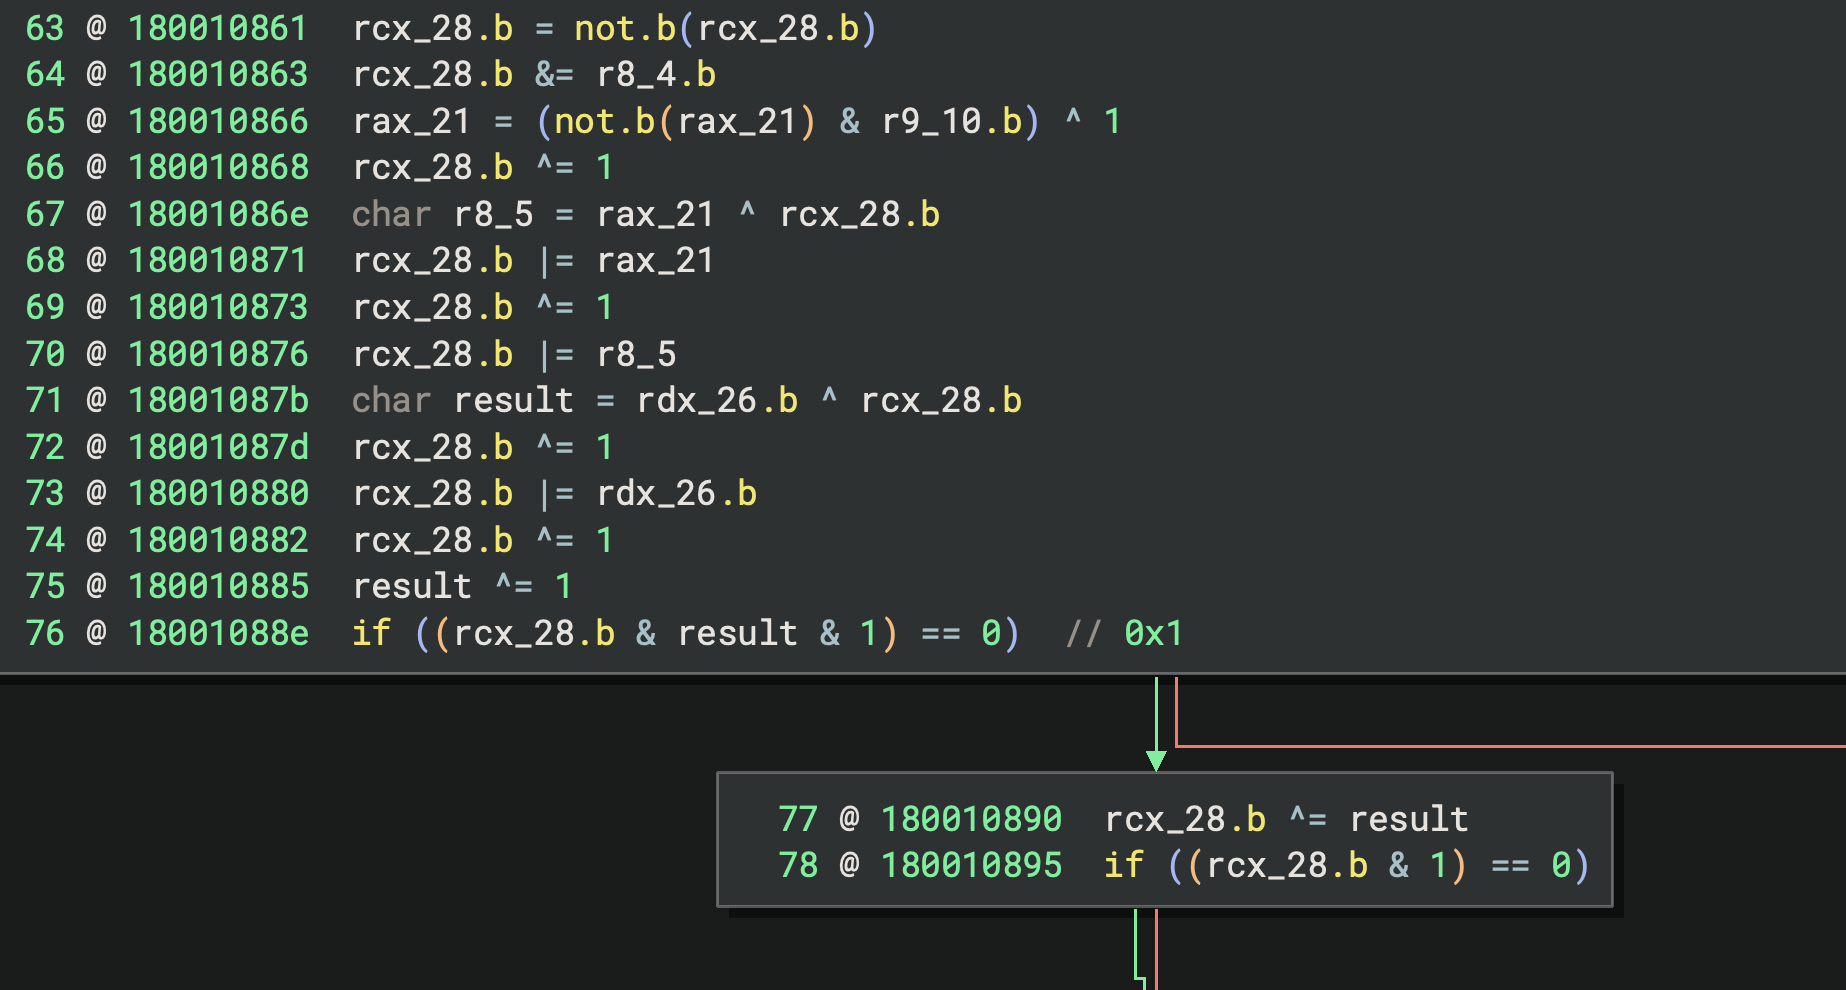 63 @ 180010861  rcx_28.b = not.b(rcx_28.b)
64 @ 180010863  rcx_28.b &= r8_4.b
65 @ 180010866  rax_21 = (not.b(rax_21) & r9_10.b) ^ 1
66 @ 180010868  rcx_28.b ^= 1
67 @ 18001086e  char r8_5 = rax_21 ^ rcx_28.b
68 @ 180010871  rcx_28.b |= rax_21
69 @ 180010873  rcx_28.b ^= 1
70 @ 180010876  rcx_28.b |= r8_5
71 @ 18001087b  char result = rdx_26.b ^ rcx_28.b
72 @ 18001087d  rcx_28.b ^= 1
73 @ 180010880  rcx_28.b |= rdx_26.b
74 @ 180010882  rcx_28.b ^= 1
75 @ 180010885  result ^= 1
76 @ 18001088e  if ((rcx_28.b & result & 1) == 0)  // 0x1
77 @ 180010890  rcx_28.b ^= result
78 @ 180010895  if ((rcx_28.b & 1) == 0)